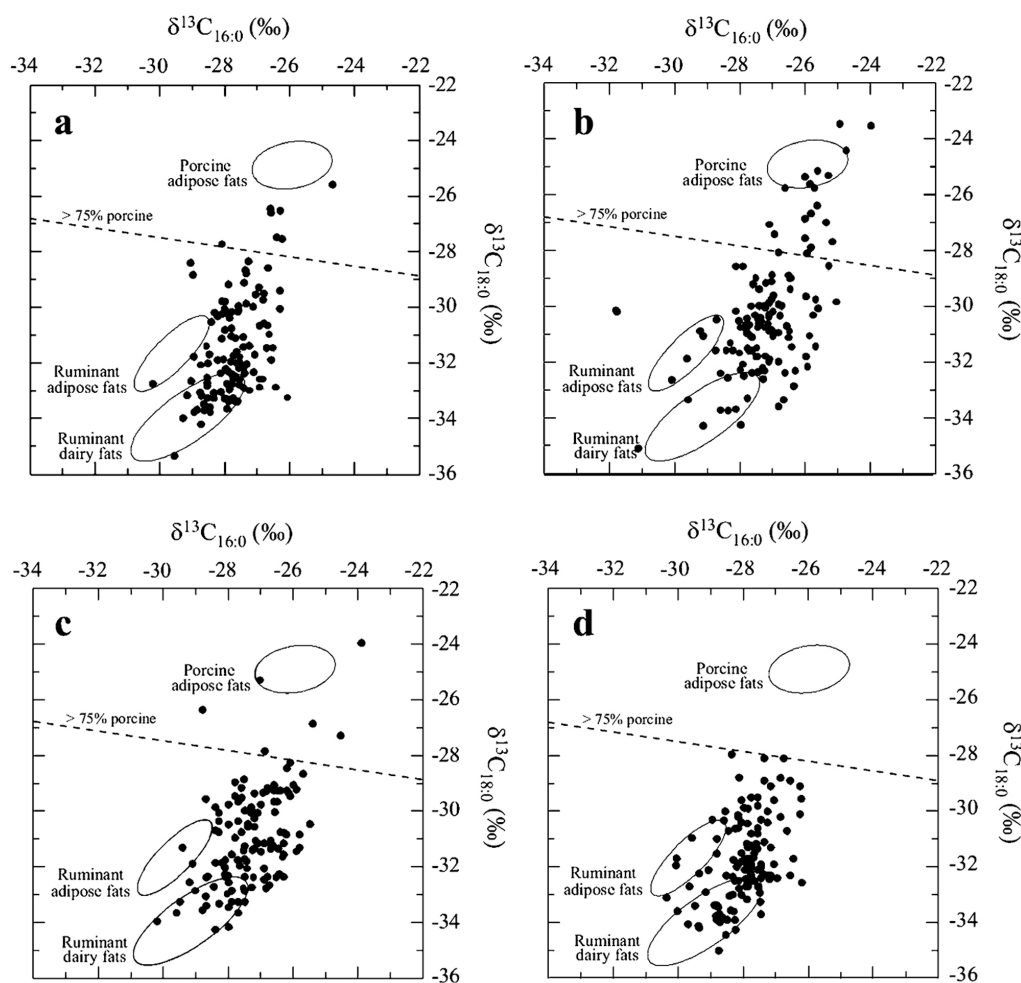 δ13C16:0 (‰)
-34 -32 -30 -28 -26 -24 -22
a
Porcine
adipose fats
> 75% porcine
Ruminant
adipose fats
Ruminant
dairy fats
-22
-24
-26
-28
-30
-32
-34
-36
δ13C18:0 (‰)
δ13C16:0 (‰)
-34 -32 -30 -28 -26 -24 -22
b
Porcine
adipose fats
> 75% porcine
Ruminant
adipose fats
Ruminant
dairy fats
-22
-24
-26
-28
-30
-32
-34
-36
δ13C18:0 (‰)
δ13C16:0 (‰)
-34 -32 -30 -28 -26 -24 -22
c
Porcine
adipose fats
> 75% porcine
Ruminant
adipose fats
Ruminant
dairy fats
-22
-24
-26
-28
-30
-32
-34
-36
δ13C18:0 (‰)
δ13C16:0 (‰)
-34 -32 -30 -28 -26 -24 -22
d
Porcine
adipose fats
> 75% porcine
Ruminant
adipose fats
Ruminant
dairy fats
-22
-24
-26
-28
-30
-32
-34
-36
δ13C18:0 (‰)